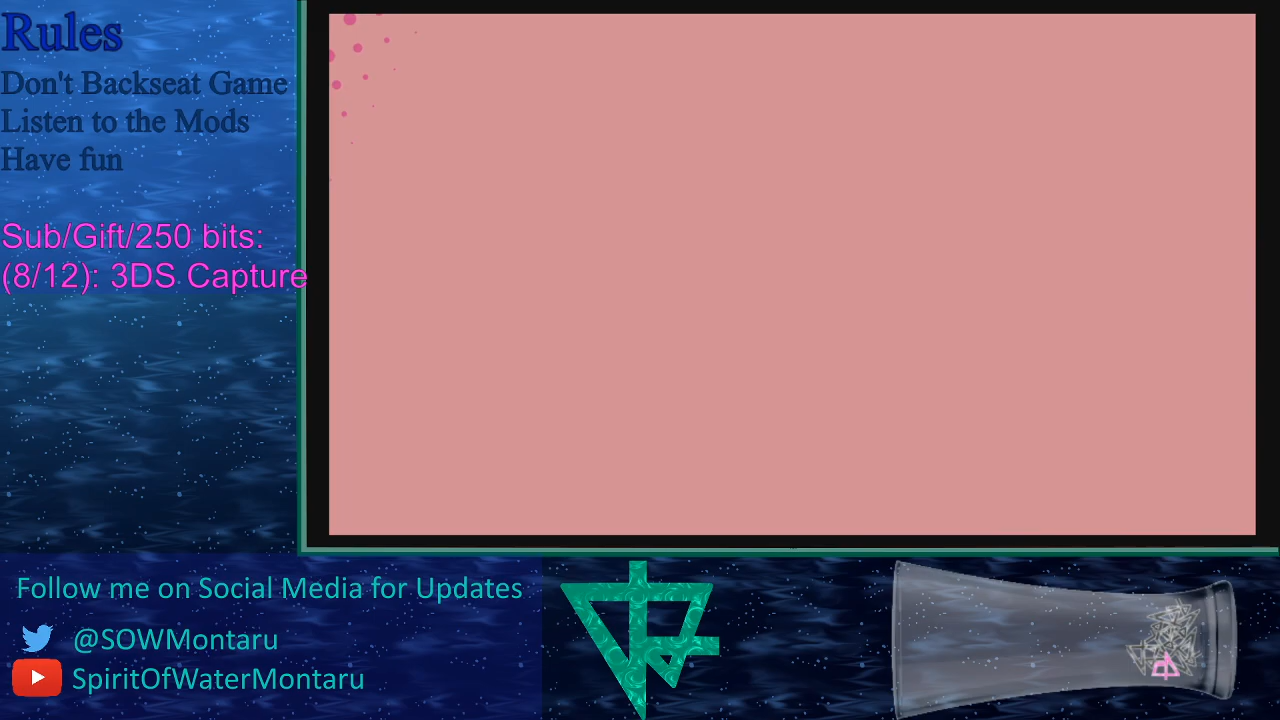 Rules
Don't Backseat Game
Listen to the Mods
Have fun
Sub/Gift/250 bits:
(8/12): 3DS Capture
Follow me on Social Media for Updates
@SOWMontaru
SpiritOfWaterMontaru